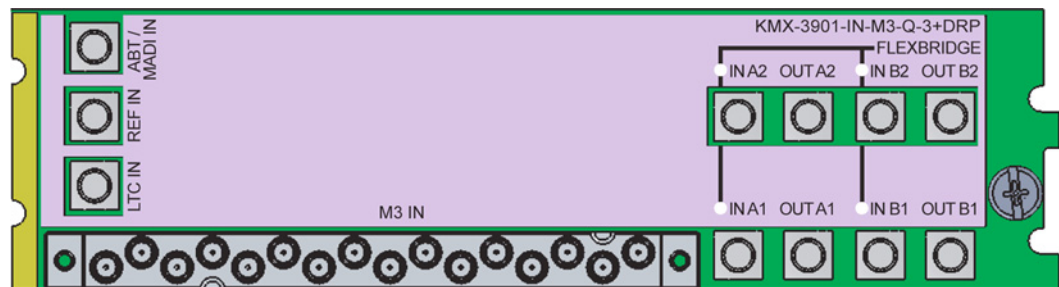 KMX-3901-IN-M3-Q-3+DRP
FLEXBRIDGE
ABT /
MADI IN
IN A2 OUT A2 IN B2 OUT B2
REF IN
LTC IN
M3 IN
IN A1 OUT A1 IN B1 OUT B1